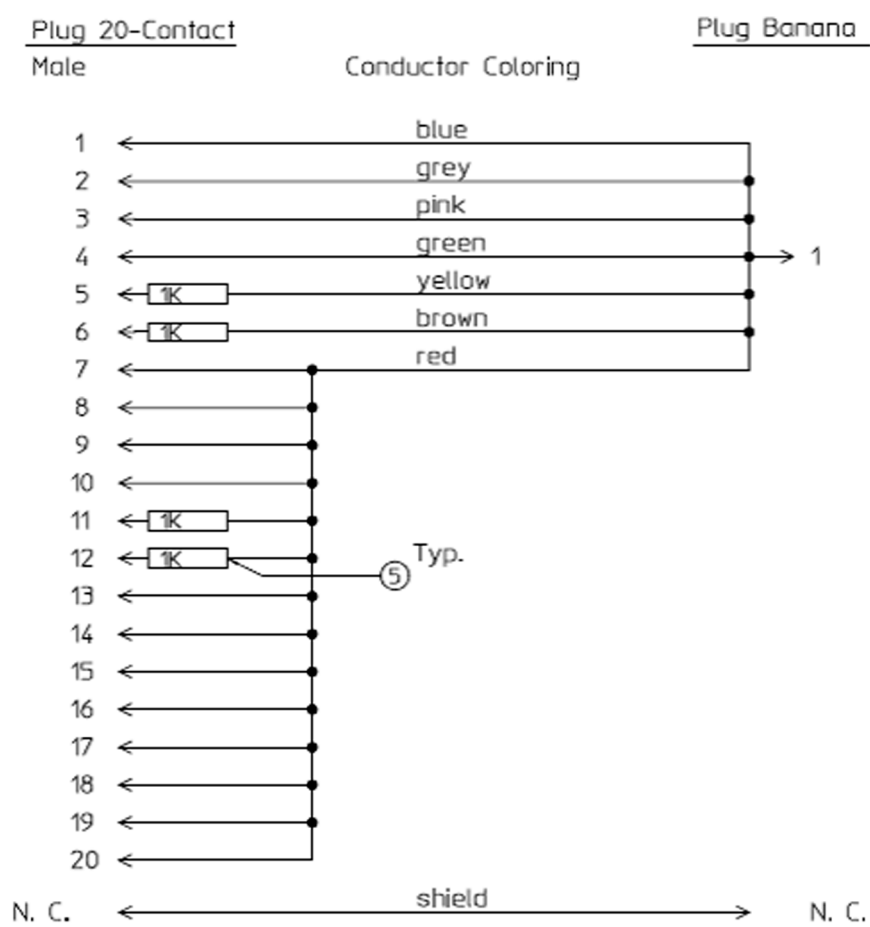 Plug 20-Contact
Plug Banana
Male
Conductor Coloring
1
blue
2
grey
3
pink
4
green
1
5
1K
yellow
6
1K
brown
7
red
8
9
10
11
1K
12
1K
Typ.
5
13
14
15
16
17
18
19
20
N. C.
shield
N. C.